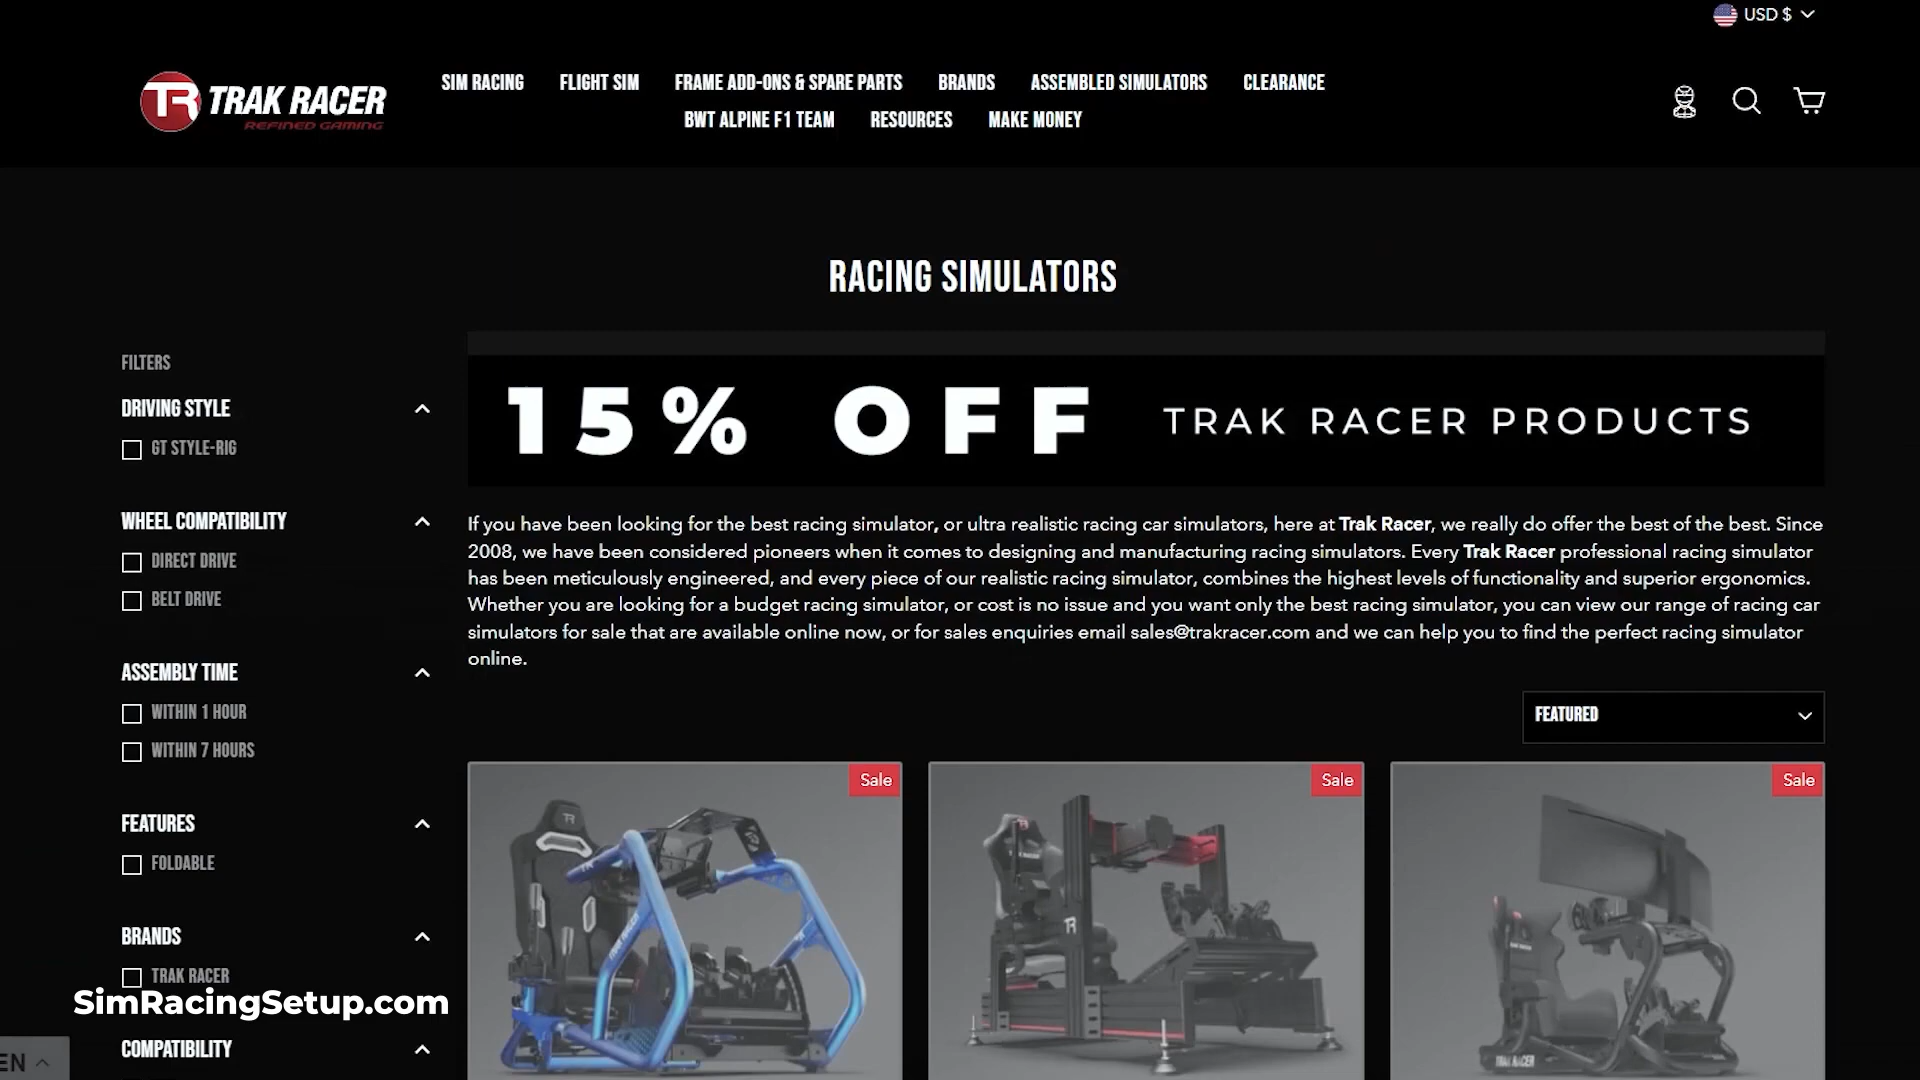 USD $
TR TRAK RACER
REFINED GAMING
SIM RACING
FLIGHT SIM
FRAME ADD-ONS & SPARE PARTS
BRANDS
ASSEMBLED SIMULATORS
CLEARANCE
BWT ALPINE F1 TEAM
RESOURCES
MAKE MONEY
RACING SIMULATORS
FILTERS
DRIVING STYLE
GT STYLE-RIG
WHEEL COMPATIBILITY
DIRECT DRIVE
BELT DRIVE
ASSEMBLY TIME
WITHIN 1 HOUR
WITHIN 7 HOURS
FEATURES
FOLDABLE
BRANDS
TRAK RACER
SimRacingSetup.com
COMPATIBILITY
EN
15% OFF TRAK RACER PRODUCTS
If you have been looking for the best racing simulator, or ultra realistic racing car simulators, here at Trak Racer, we really do offer the best of the best. Since
2008, we have been considered pioneers when it comes to designing and manufacturing racing simulators. Every Trak Racer professional racing simulator
has been meticulously engineered, and every piece of our realistic racing simulator, combines the highest levels of functionality and superior ergonomics.
Whether you are looking for a budget racing simulator, or cost is no issue and you want only the best racing simulator, you can view our range of racing car
simulators for sale that are available online now, or for sales enquiries email sales@trakracer.com and we can help you to find the perfect racing simulator
online.
FEATURED
Sale
Sale
Sale
TR
TRAK RACER